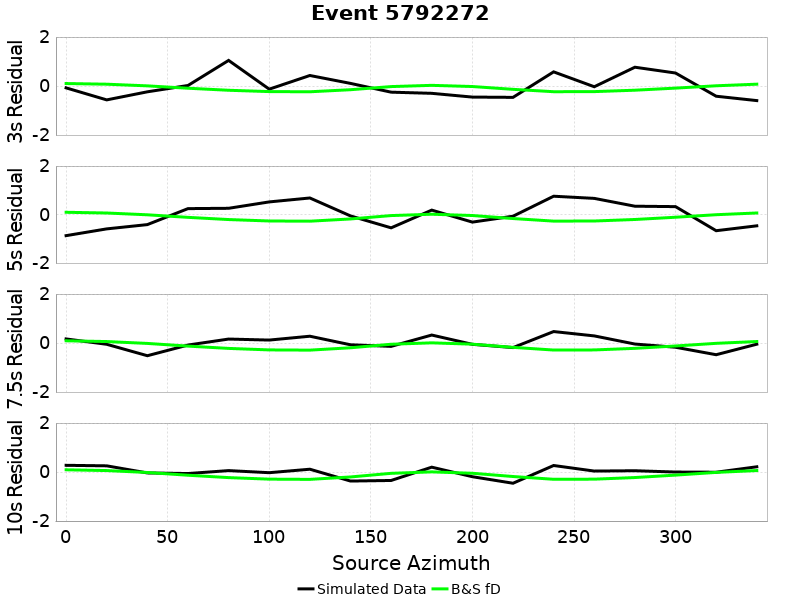 Event 5792272
3s Residual
2
0
-2
5s Residual
2
0
-2
7.5s Residual
2
0
-2
10s Residual
2
0
-2
0 50 100 150 200 250 300
Source Azimuth
Simulated Data B&S fD